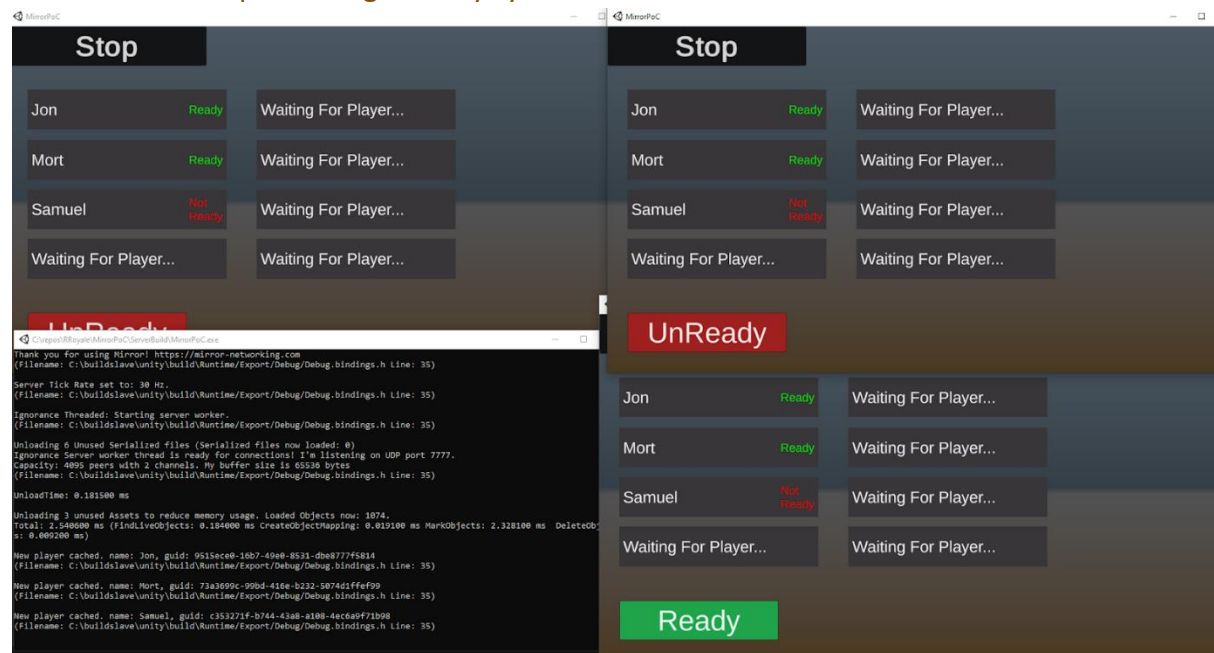 MirrorPoC
Stop
Jon Ready Waiting For Player...
Mort Ready Waiting For Player...
Samuel Not Ready Waiting For Player...
Waiting For Player... Waiting For Player...
UnReady
C:\repos\RRoyale\MirrorPoC\ServerBuild\MirrorPoC.exe
Thank you for using Mirror! https://mirror-networking.com
(Filename: C:\buildslave\unity\build\Runtime/Export/Debug/Debug.bindings.h Line: 35)
Server Tick Rate set to: 30 Hz.
(Filename: C:\buildslave\unity\build\Runtime/Export/Debug/Debug.bindings.h Line: 35)
Ignorance Threaded: Starting server worker.
(Filename: C:\buildslave\unity\build\Runtime/Export/Debug/Debug.bindings.h Line: 35)
Unloading 6 Unused Serialized files (Serialized files now loaded: 0)
Ignorance Server worker thread is ready for connections! I'm listening on UDP port 7777.
Capacity: 4095 peers with 2 channels. My buffer size is 65536 bytes
(Filename: C:\buildslave\unity\build\Runtime/Export/Debug/Debug.bindings.h Line: 35)
UnloadTime: 0.181500 ms
Unloading 3 unused Assets to reduce memory usage. Loaded Objects now: 1074.
Total: 2.540600 ms (FindLiveObjects: 0.184000 ms CreateObjectMapping: 0.019100 ms MarkObjects: 2.328100 ms DeleteObj
s: 0.009200 ms)
New player cached. name: Jon, guid: 9515ece0-16b7-49e0-8531-dbe8777f5814
(Filename: C:\buildslave\unity\build\Runtime/Export/Debug/Debug.bindings.h Line: 35)
New player cached. name: Mort, guid: 73a3699c-99bd-416e-b232-5074d1ffef99
(Filename: C:\buildslave\unity\build\Runtime/Export/Debug/Debug.bindings.h Line: 35)
New player cached. name: Samuel, guid: c353271f-b744-43a8-a108-4ec6a9f71b98
(Filename: C:\buildslave\unity\build\Runtime/Export/Debug/Debug.bindings.h Line: 35)
MirrorPoC
Stop
Jon Ready Waiting For Player...
Mort Ready Waiting For Player...
Samuel Not Ready Waiting For Player...
Waiting For Player... Waiting For Player...
UnReady
Jon Ready Waiting For Player...
Mort Ready Waiting For Player...
Samuel Not Ready Waiting For Player...
Waiting For Player... Waiting For Player...
Ready